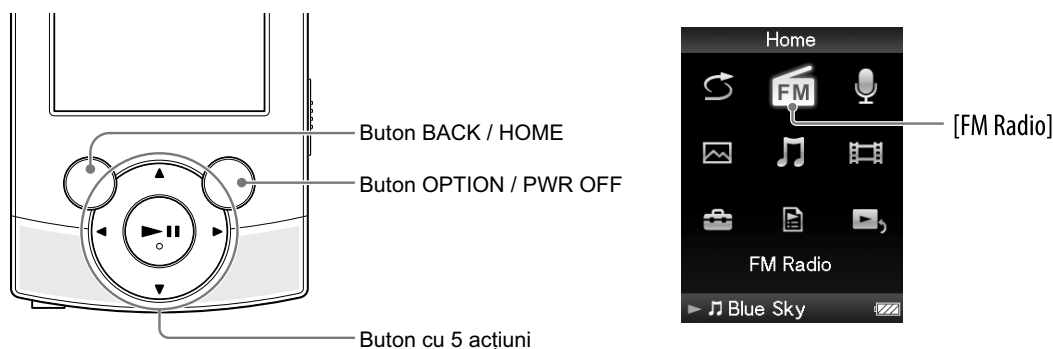 Buton BACK / HOME
Buton OPTION / PWR OFF
Buton cu 5 acțiuni
Home
FM
[FM Radio]
FM Radio
Blue Sky